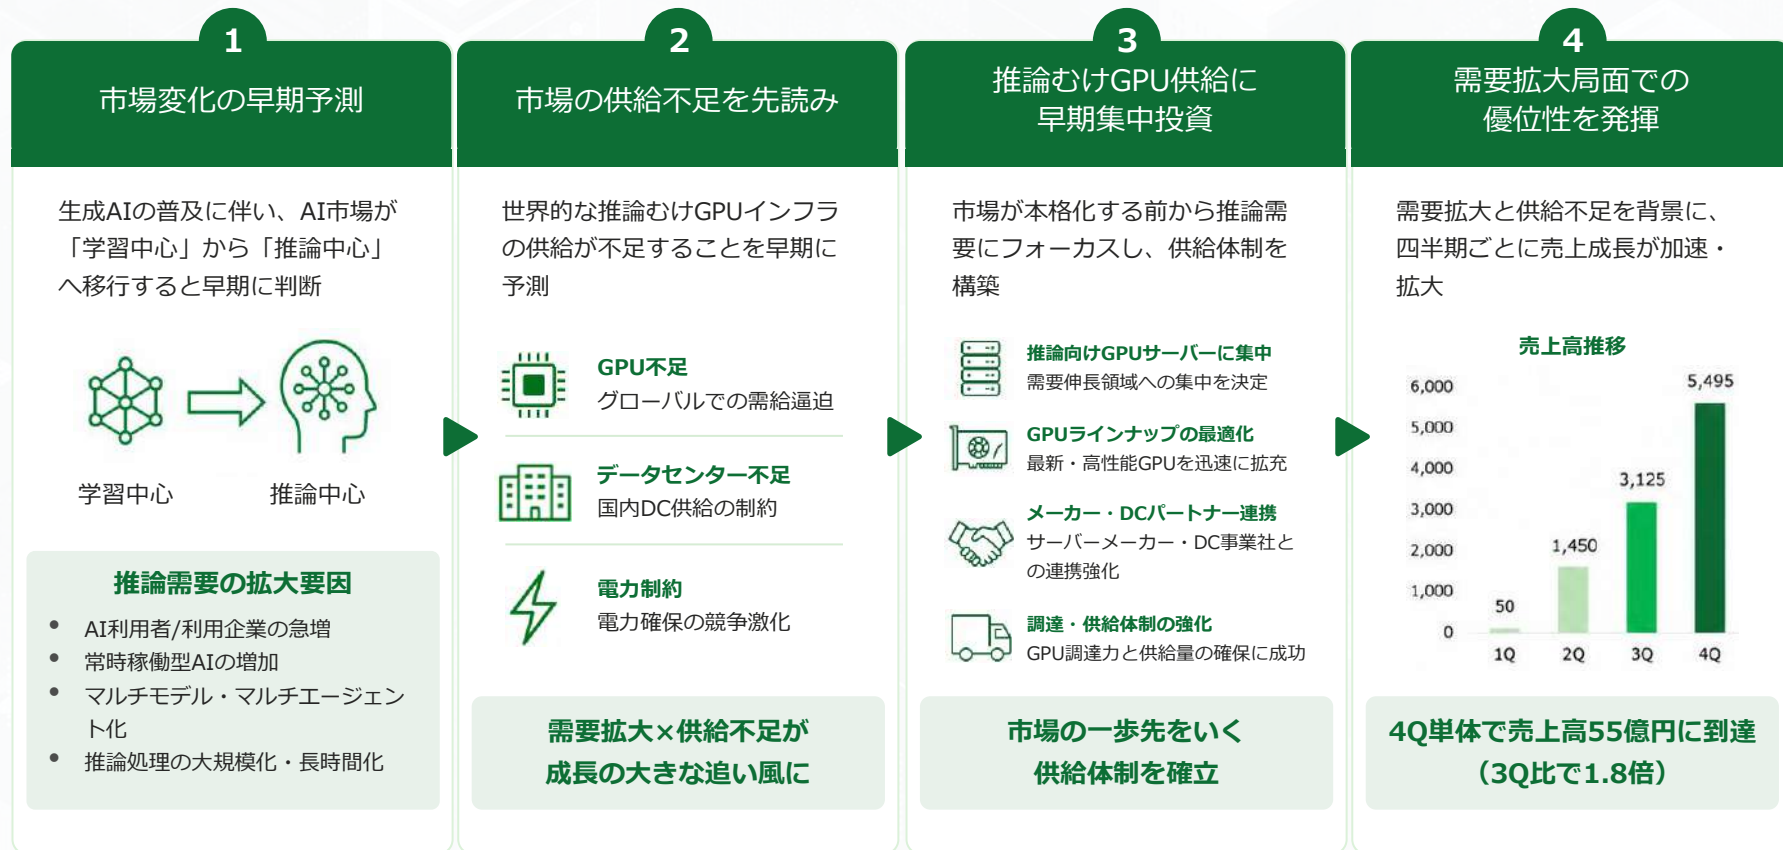 1
市場変化の早期予測
生成AIの普及に伴い、AI市場が
「学習中心」から「推論中心」
へ移行すると早期に判断
学習中心
推論中心
推論需要の拡大要因
• AI利用者/利用企業の急増
• 常時稼働型AIの増加
• マルチモデル・マルチエージェン
ト化
• 推論処理の大規模化・長時間化
2
市場の供給不足を先読み
世界的な推論むけGPUインフラ
の供給が不足することを早期に
予測
GPU不足
グローバルでの需給逼迫
データセンター不足
国内DC供給の制約
電力制約
電力確保の競争激化
需要拡大×供給不足が
成長の大きな追い風に
3
推論むけGPU供給に
早期集中投資
市場が本格化する前から推論需
要にフォーカスし、供給体制を
構築
推論向けGPUサーバーに集中
需要伸長領域への集中を決定
GPUラインナップの最適化
最新・高性能GPUを迅速に拡充
メーカー・DCパートナー連携
サーバーメーカー・DC事業社と
の連携強化
調達・供給体制の強化
GPU調達力と供給量の確保に成功
市場の一歩先をいく
供給体制を確立
4
需要拡大局面での
優位性を発揮
需要拡大と供給不足を背景に、
四半期ごとに売上成長が加速・
拡大
売上高推移
6,000
5,000
4,000
3,000
2,000
1,000
0
50
1,450
3,125
5,495
1Q
2Q
3Q
4Q
4Q単体で売上高55億円に到達
（3Q比で1.8倍）